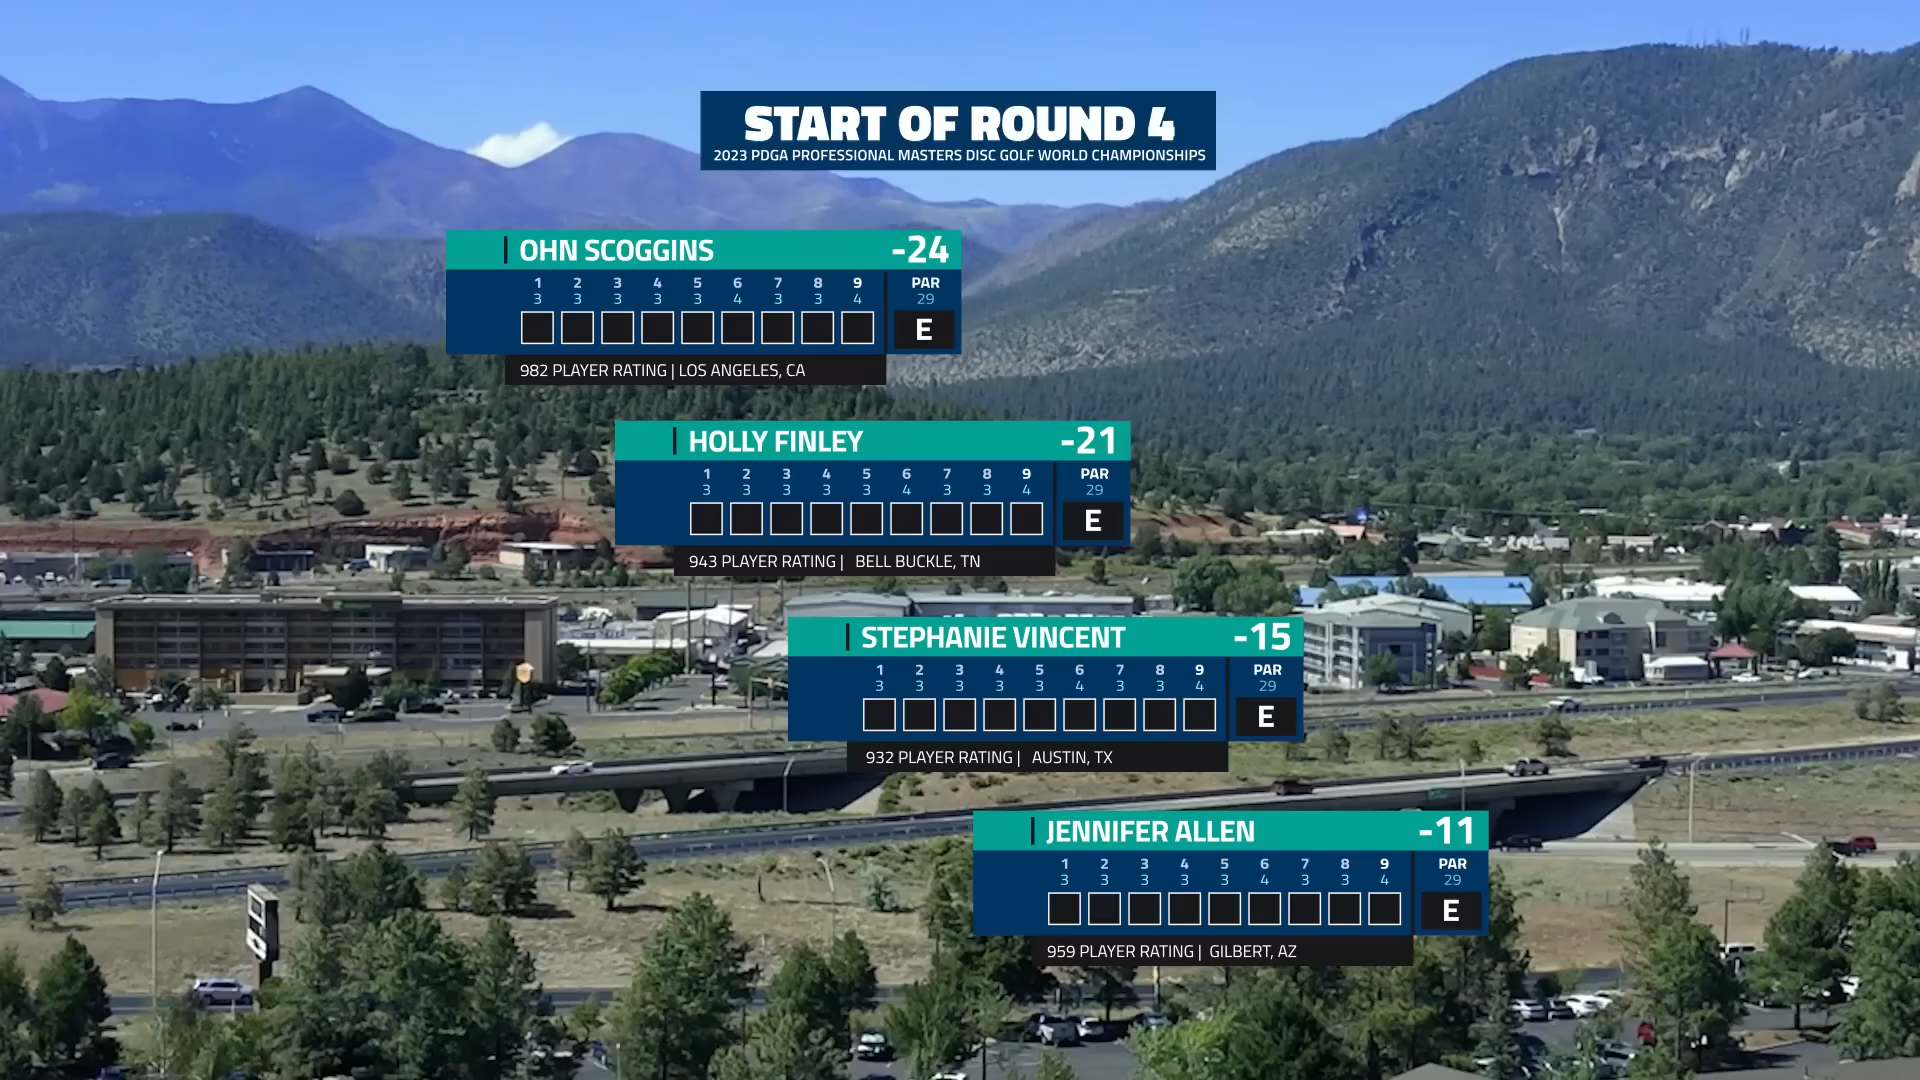 START OF ROUND 4
2023 PDGA PROFESSIONAL MASTERS DISC GOLF WORLD CHAMPIONSHIPS
OHN SCOGGINS -24
1 2 3 4 5 6 7 8 9 PAR
3 3 3 3 3 4 3 3 4 29
E
982 PLAYER RATING | LOS ANGELES, CA
HOLLY FINLEY -21
1 2 3 4 5 6 7 8 9 PAR
3 3 3 3 3 4 3 3 4 29
E
943 PLAYER RATING | BELL BUCKLE, TN
STEPHANIE VINCENT -15
1 2 3 4 5 6 7 8 9 PAR
3 3 3 3 3 4 3 3 4 29
E
932 PLAYER RATING | AUSTIN, TX
JENNIFER ALLEN -11
1 2 3 4 5 6 7 8 9 PAR
3 3 3 3 3 4 3 3 4 29
E
959 PLAYER RATING | GILBERT, AZ